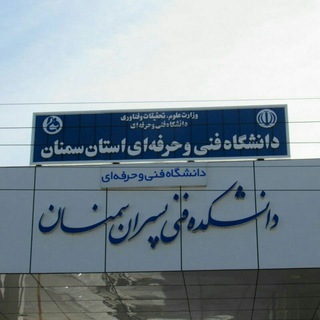 وزارت علوم، تحقیقات و فناوری
دانشگاه فنی و حرفه ای
دانشگاه فنی و حرفه ای استان سمنان
دانشگاه فنی و حرفه ای
دانشکده فنی پسران سمنان